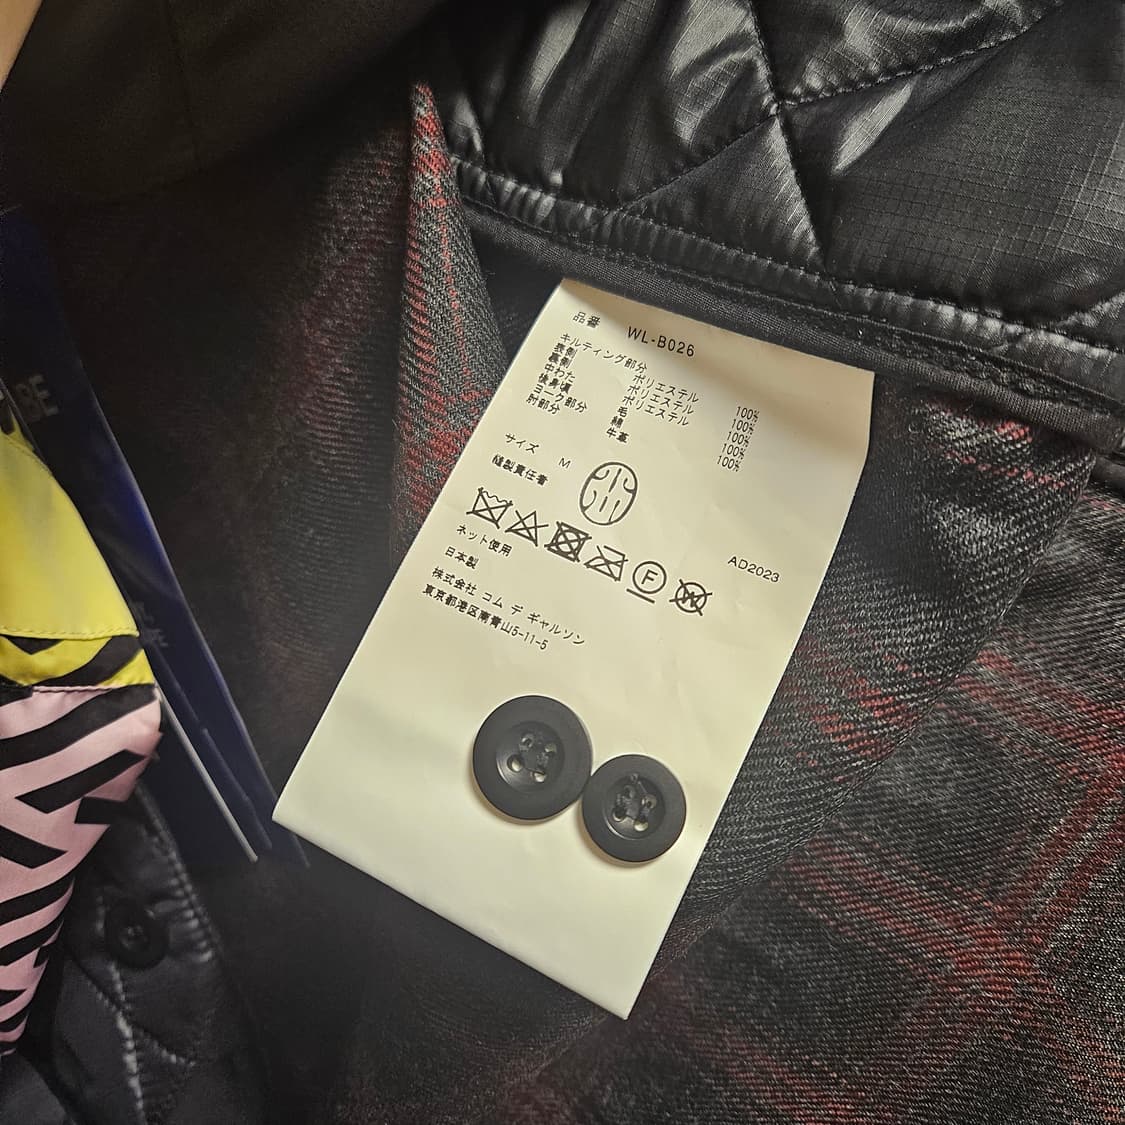 品番 WL-B026
キルティング部分
表側 ポリエステル 100%
裏側 ポリエステル 100%
中わた ポリエステル 100%
後身頃 毛 100%
ヨーク部分 綿 100%
肘部分 牛革
サイズ M
縫製責任者
F
W
ネット使用
AD2023
日本製
株式会社 コム デ ギャルソン
東京都港区南青山5-11-5
BE